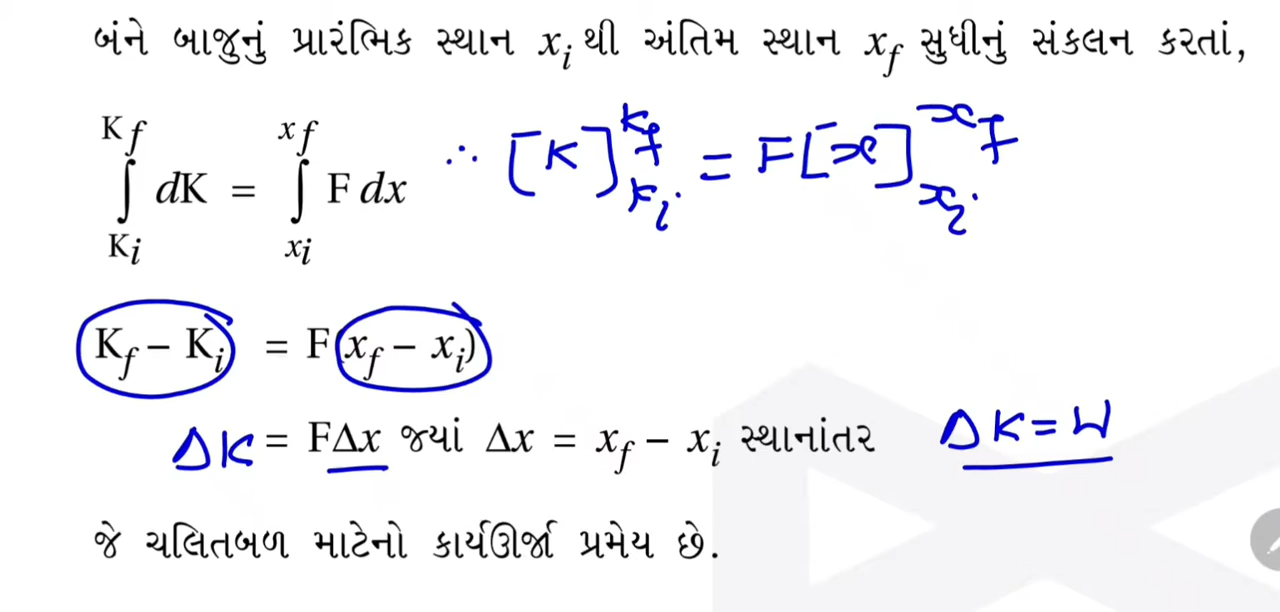 બંને બાજુનું પ્રારંભિક સ્થાન xᵢ થી અંતિમ સ્થાન x_f સુધીનું સંકલન કરતાં,
∫_{Kᵢ}^{K_f} dK = ∫_{xᵢ}^{x_f} F dx ∴ [K]_{Kᵢ}^{K_f} = F[x]_{xᵢ}^{x_f}
K_f − Kᵢ = F(x_f − xᵢ)
ΔK = FΔx જ્યાં Δx = x_f − xᵢ સ્થાનાંતર ΔK = W
જે ચલિતબળ માટેનો કાર્યઊર્જા પ્રમેય છે.